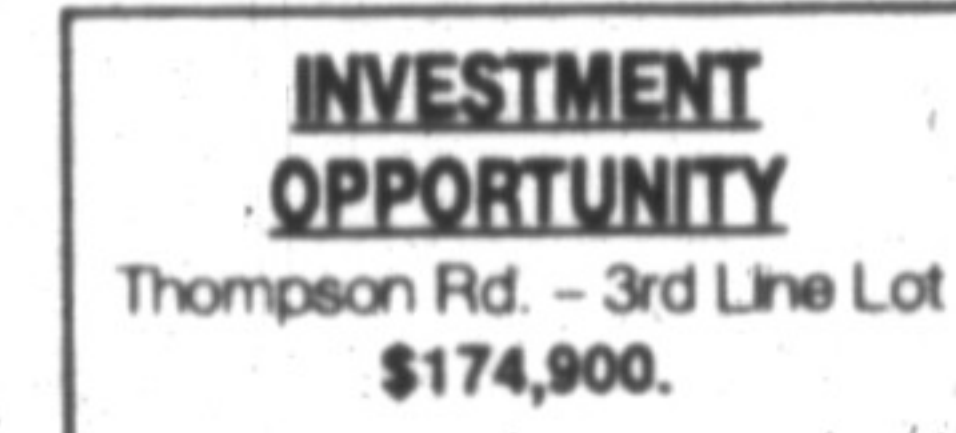 INVESTMENT
OPPORTUNITY
Thompson Rd. – 3rd Line Lot
$174,900.